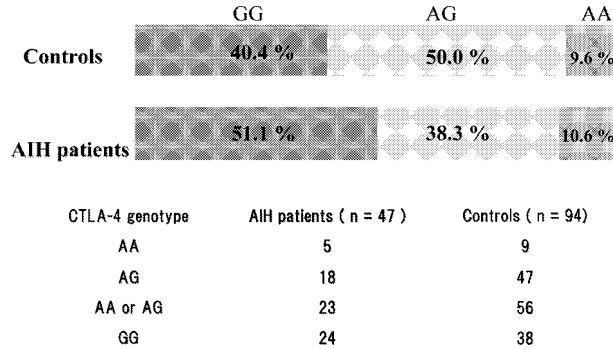 GG AG AA
Controls 40.4 % 50.0 % 9.6 %
AIH patients 51.1 % 38.3 % 10.6 %
CTLA-4 genotype AIH patients ( n = 47 ) Controls ( n = 94)
AA 5 9
AG 18 47
AA or AG 23 56
GG 24 38